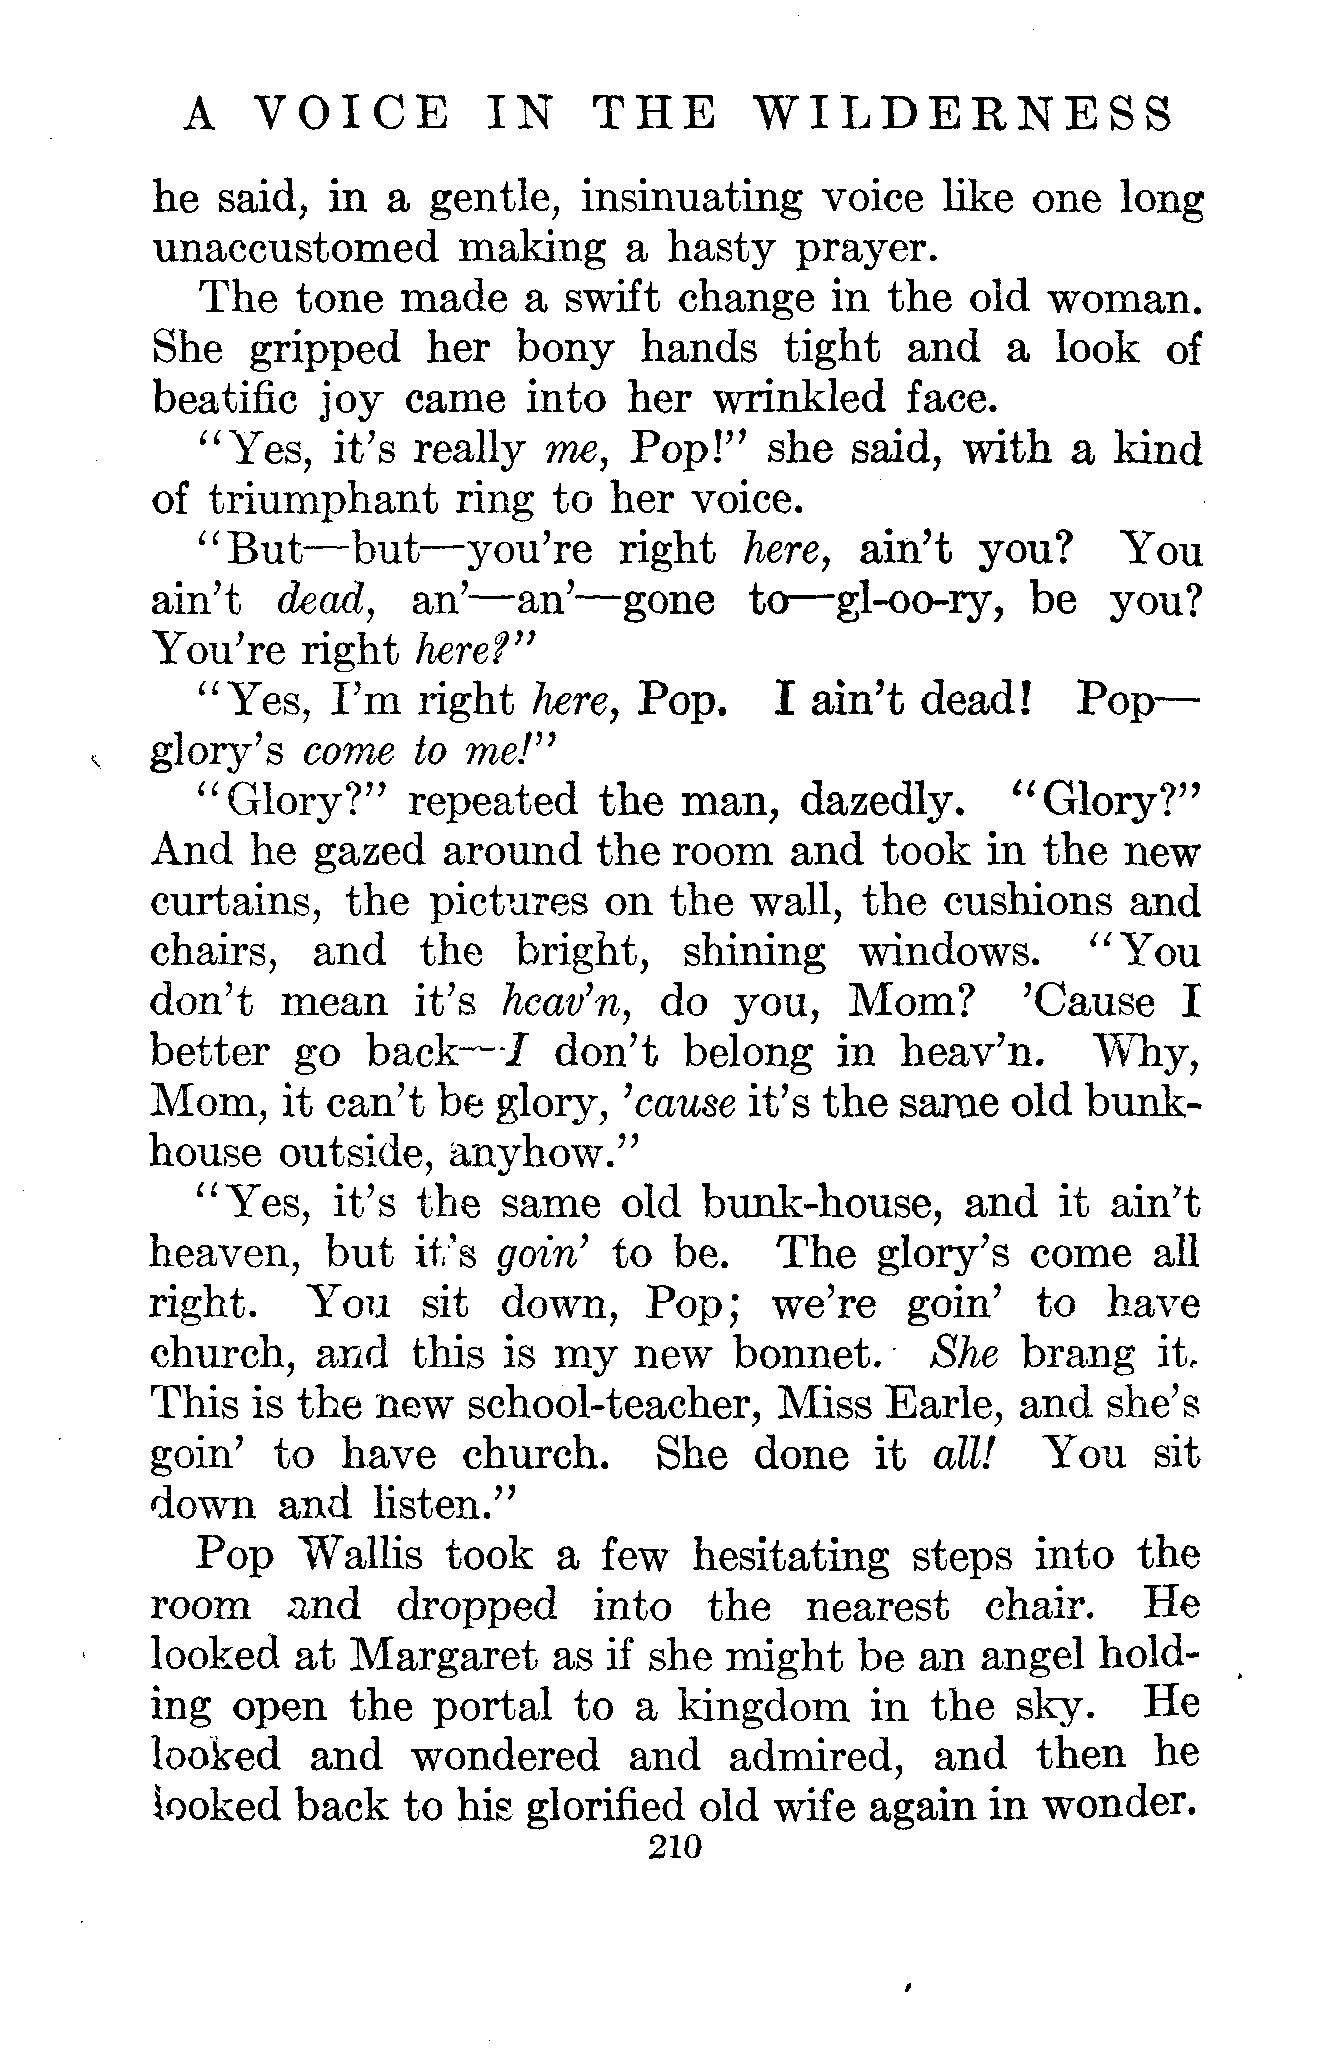 A VOICE IN THE WILDERNESS
he said, in a gentle, insinuating voice like one long
unaccustomed making a hasty prayer.
The tone made a swift change in the old woman.
She gripped her bony hands tight and a look of
beatific joy came into her wrinkled face.
"Yes, it's really me, Pop!" she said, with a kind
of triumphant ring to her voice.
"But—but—you're right here, ain't you? You
ain't dead, an'—an'—gone to—gl-oo-ry, be you?
You're right here?"
"Yes, I'm right here, Pop. I ain't dead! Pop—
glory's come to me!"
"Glory?" repeated the man, dazedly. "Glory?"
And he gazed around the room and took in the new
curtains, the pictures on the wall, the cushions and
chairs, and the bright, shining windows. "You
don't mean it's heav'n, do you, Mom? 'Cause I
better go back—I don't belong in heav'n. Why,
Mom, it can't be glory, 'cause it's the same old bunk-
house outside, anyhow."
"Yes, it's the same old bunk-house, and it ain't
heaven, but it's goin' to be. The glory's come all
right. You sit down, Pop; we're goin' to have
church, and this is my new bonnet. She brang it.
This is the new school-teacher, Miss Earle, and she's
goin' to have church. She done it all! You sit
down and listen."
Pop Wallis took a few hesitating steps into the
room and dropped into the nearest chair. He
looked at Margaret as if she might be an angel hold-
ing open the portal to a kingdom in the sky. He
looked and wondered and admired, and then he
looked back to his glorified old wife again in wonder.
210